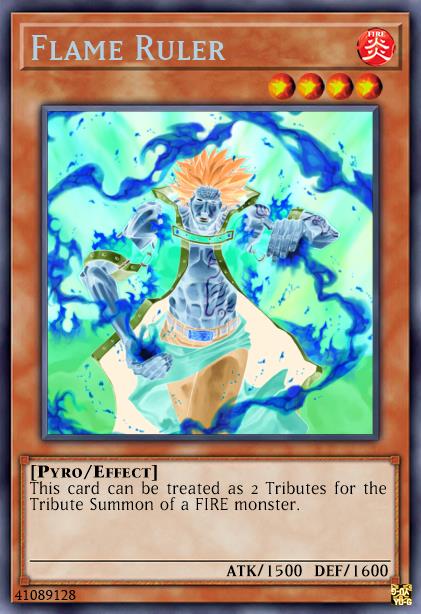 FLAME RULER
FIRE
炎
[PYRO/EFFECT]
This card can be treated as 2 Tributes for the
Tribute Summon of a FIRE monster.
ATK/1500 DEF/1600
41089128